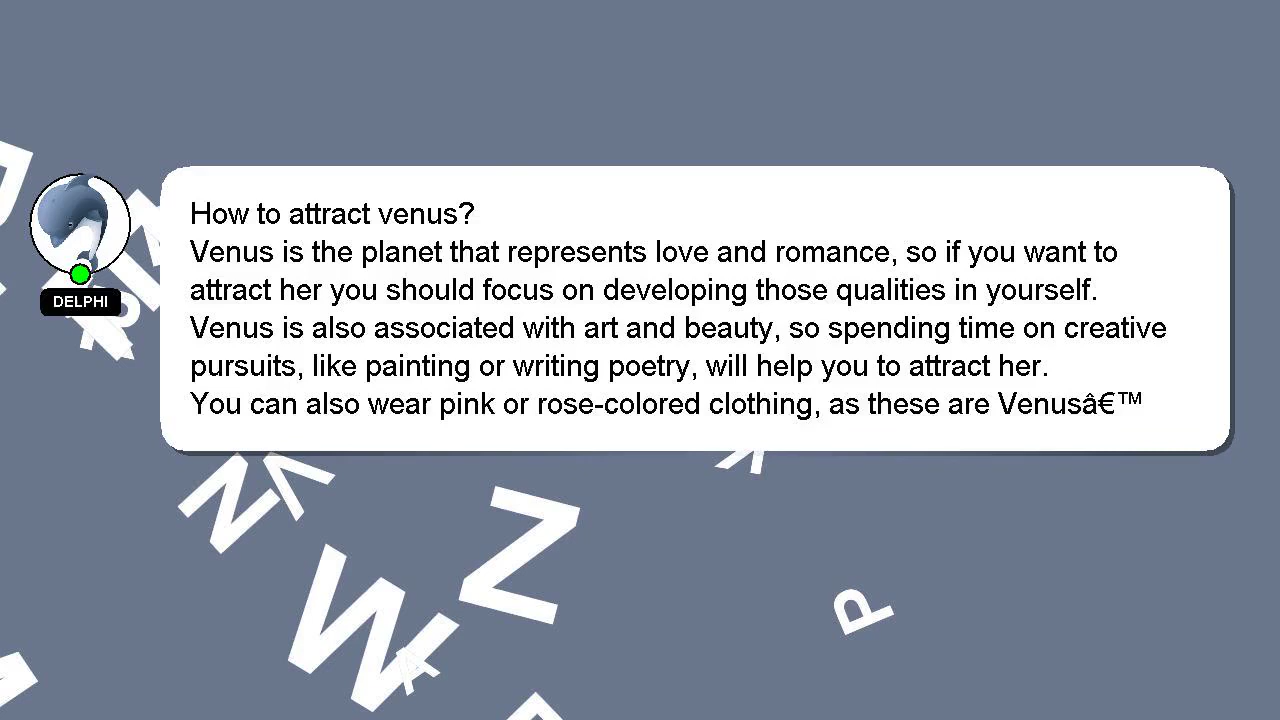 How to attract venus?
Venus is the planet that represents love and romance, so if you want to
attract her you should focus on developing those qualities in yourself.
Venus is also associated with art and beauty, so spending time on creative
pursuits, like painting or writing poetry, will help you to attract her.
You can also wear pink or rose-colored clothing, as these are Venusâ€™
DELPHI
N
Z
W
A
P